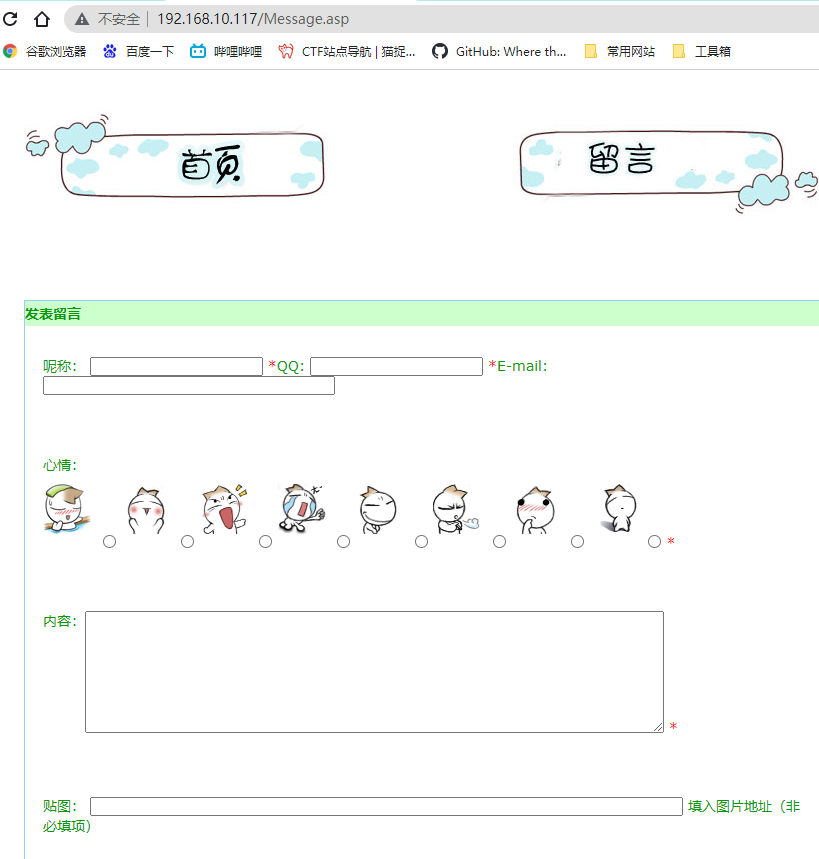 不安全 192.168.10.117/Message.asp
谷歌浏览器 百度一下 哔哩哔哩 CTF站点导航 | 猫捉... GitHub: Where th... 常用网站 工具箱
首页 留言
发表留言
昵称： *QQ: *E-mail:
心情：
*
内容：
*
贴图： 填入图片地址（非
必填项）